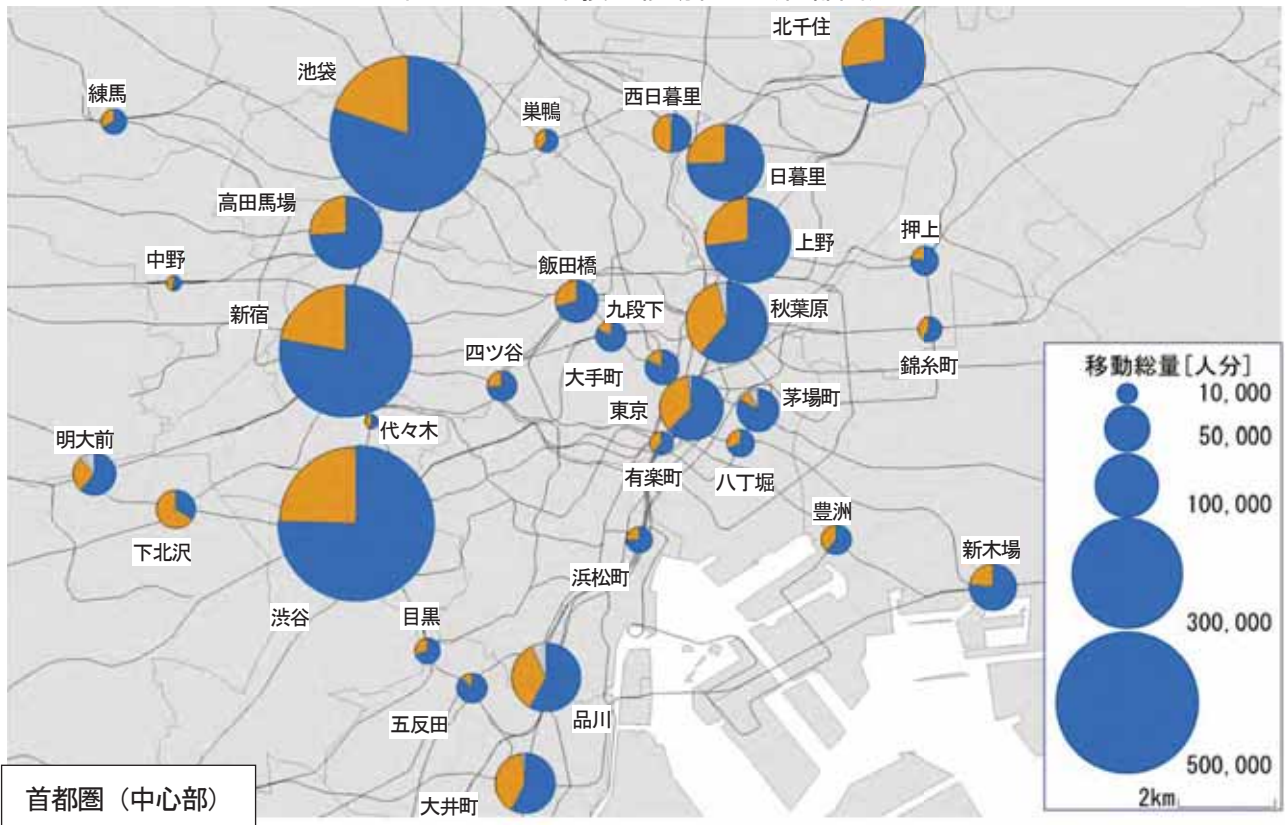 北千住
池袋
練馬
巣鴨
西日暮里
日暮里
高田馬場
上野
押上
中野
飯田橋
新宿
九段下
秋葉原
四ツ谷
大手町
錦糸町
東京
茅場町
代々木
明大前
有楽町
八丁堀
下北沢
豊洲
新木場
浜松町
渋谷
目黒
五反田
品川
大井町
首都圏（中心部）
移動総量[人分]
10,000
50,000
100,000
300,000
500,000
2km